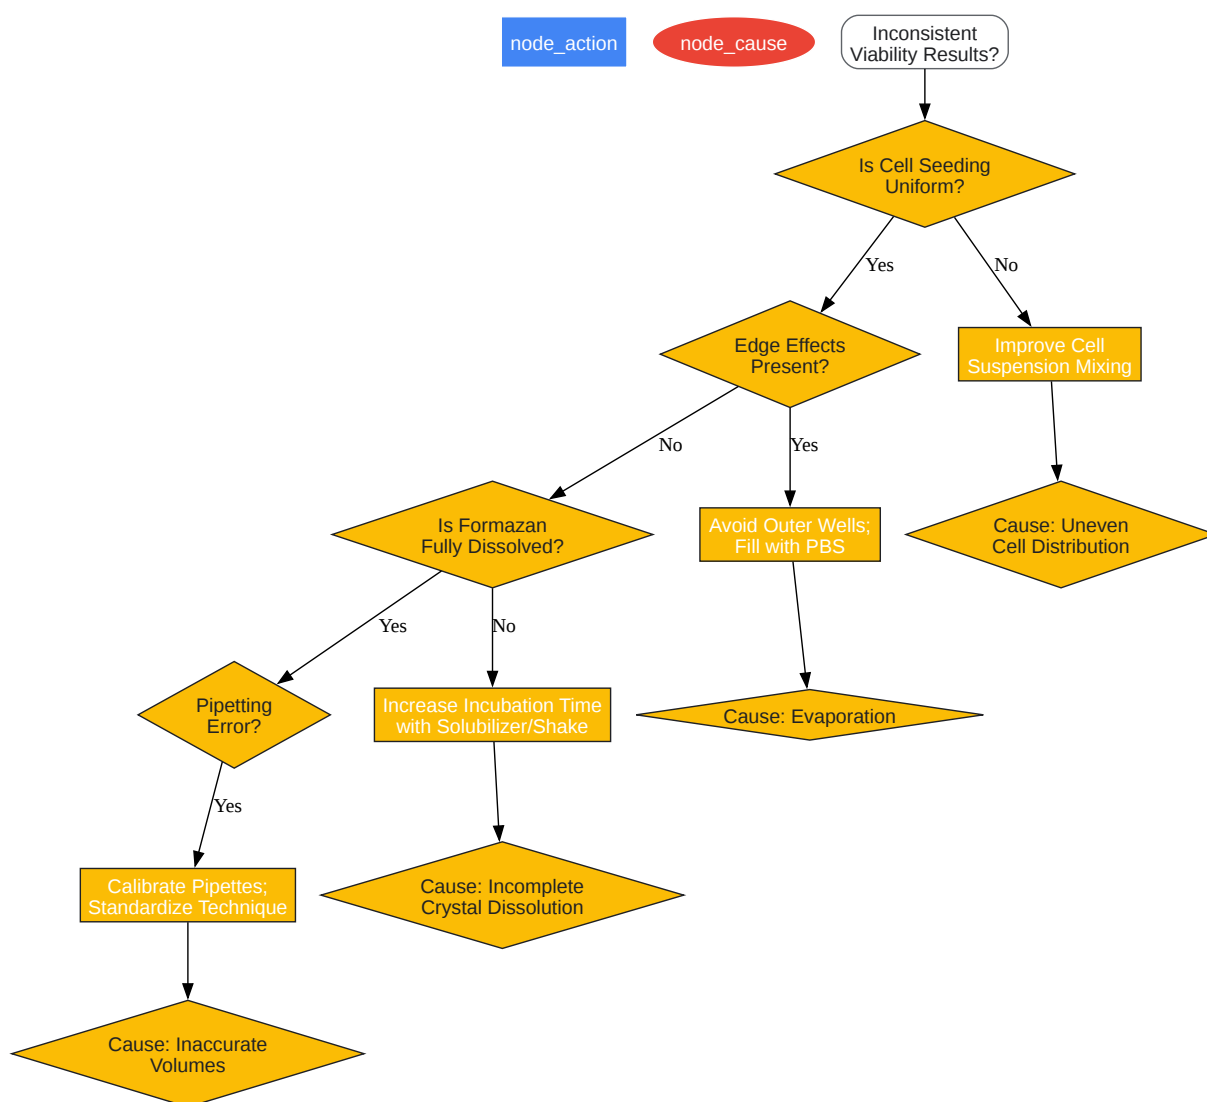 node_action
node_cause
Inconsistent
Viability Results?
Is Cell Seeding
Uniform?
Yes
No
Edge Effects
Present?
Improve Cell
Suspension Mixing
No
Yes
Is Formazan
Fully Dissolved?
Avoid Outer Wells;
Fill with PBS
Cause: Uneven
Cell Distribution
Yes
No
Pipetting
Error?
Increase Incubation Time
with Solubilizer/Shake
Cause: Evaporation
Yes
Calibrate Pipettes;
Standardize Technique
Cause: Incomplete
Crystal Dissolution
Cause: Inaccurate
Volumes